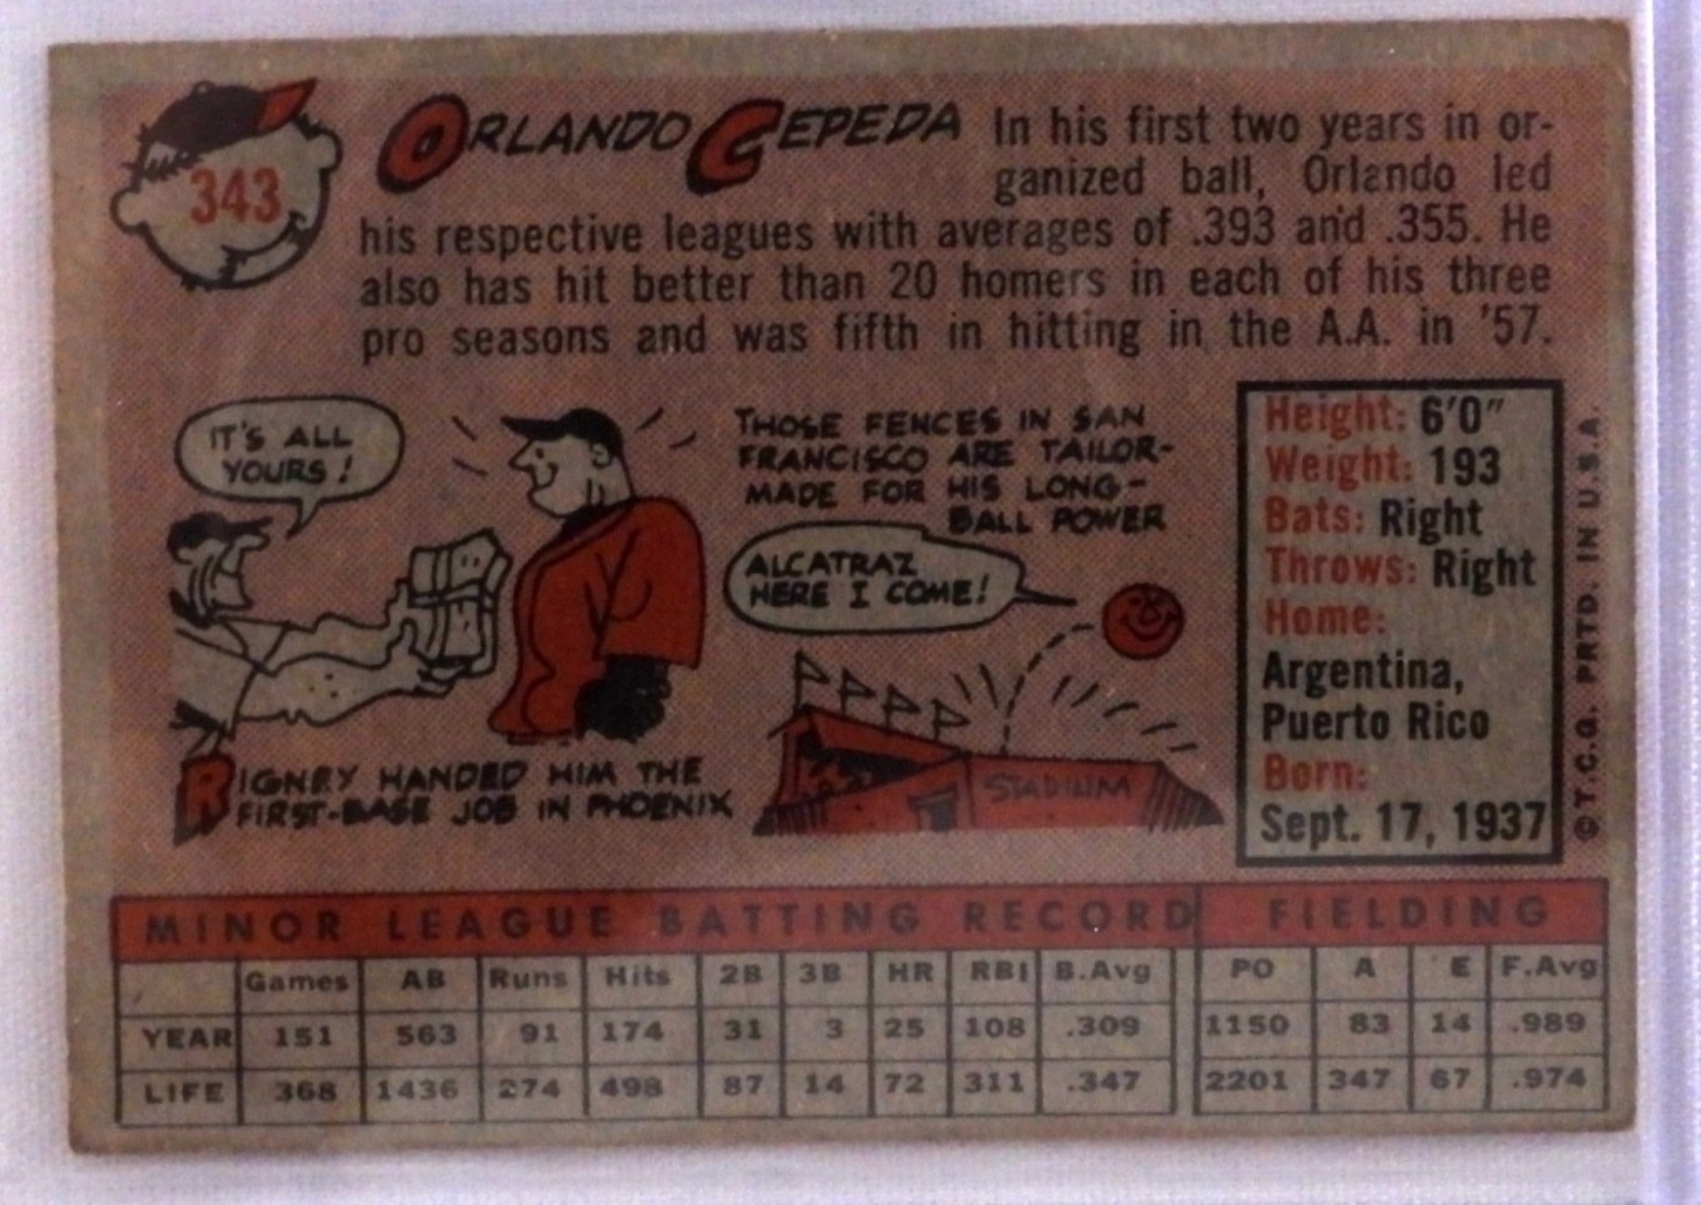 343
ORLANDO CEPEDA
In his first two years in or-
ganized ball, Orlando led
his respective leagues with averages of .393 and .355. He
also has hit better than 20 homers in each of his three
pro seasons and was fifth in hitting in the A.A. in '57.
IT'S ALL
YOURS!
RIGNEY HANDED HIM THE
FIRST-BASE JOB IN PHOENIX
THOSE FENCES IN SAN
FRANCISCO ARE TAILOR-
MADE FOR HIS LONG-
BALL POWER
ALCATRAZ
HERE I COME!
STADIUM
Height: 6'0"
Weight: 193
Bats: Right
Throws: Right
Home:
Argentina,
Puerto Rico
Born:
Sept. 17, 1937
© T.C.G. PRTD. IN U.S.A.
MINOR LEAGUE BATTING RECORD FIELDING
Games AB Runs Hits 2B 3B HR RBI B.Avg PO A E F.Avg
YEAR 151 563 91 174 31 3 25 108 .309 1150 83 14 .989
LIFE 368 1436 274 498 87 14 72 311 .347 2201 347 67 .974